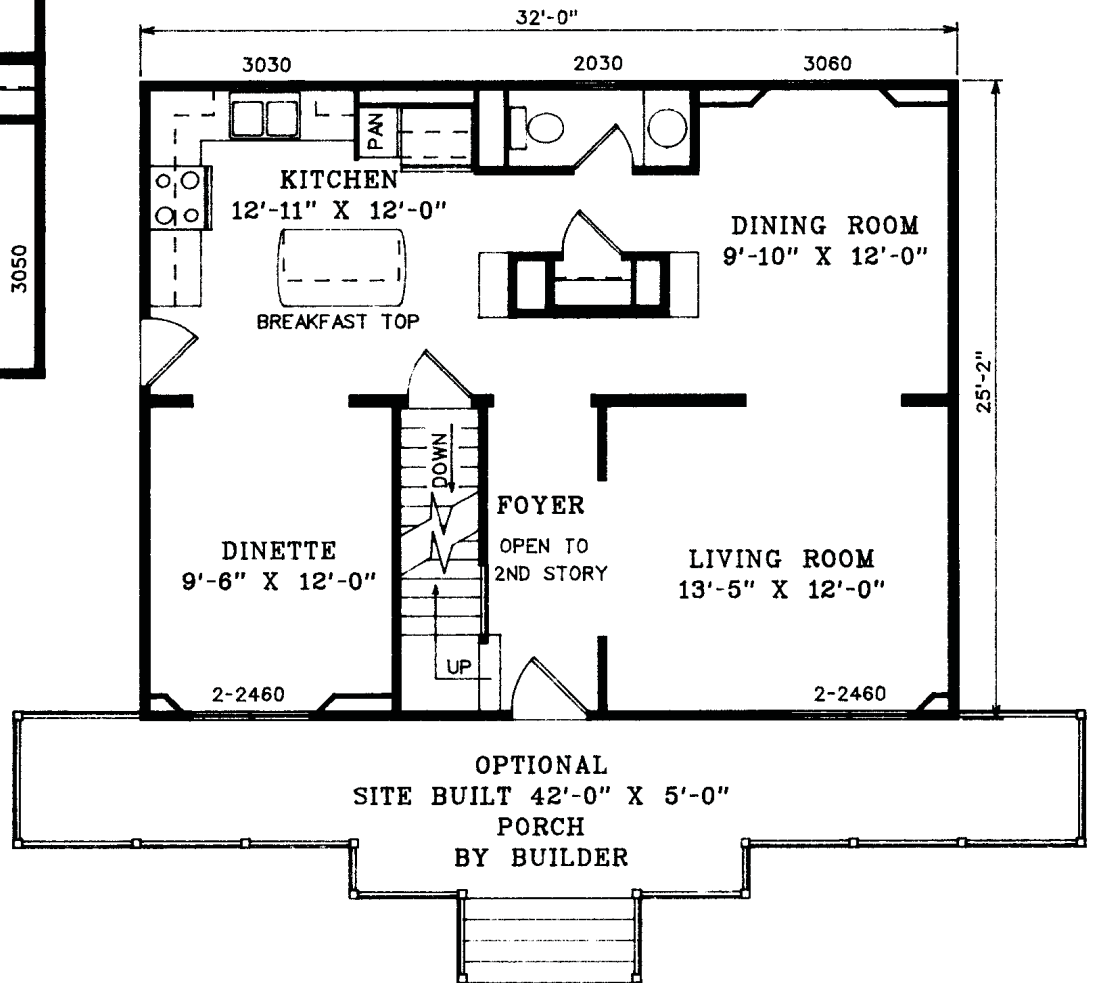 32'-0"
3030
2030
3060
3050
PAN
KITCHEN
12'-11" X 12'-0"
DINING ROOM
9'-10" X 12'-0"
BREAKFAST TOP
25'-2"
DOWN
FOYER
OPEN TO
2ND STORY
DINETTE
9'-6" X 12'-0"
LIVING ROOM
13'-5" X 12'-0"
UP
2-2460
2-2460
OPTIONAL
SITE BUILT 42'-0" X 5'-0"
PORCH
BY BUILDER